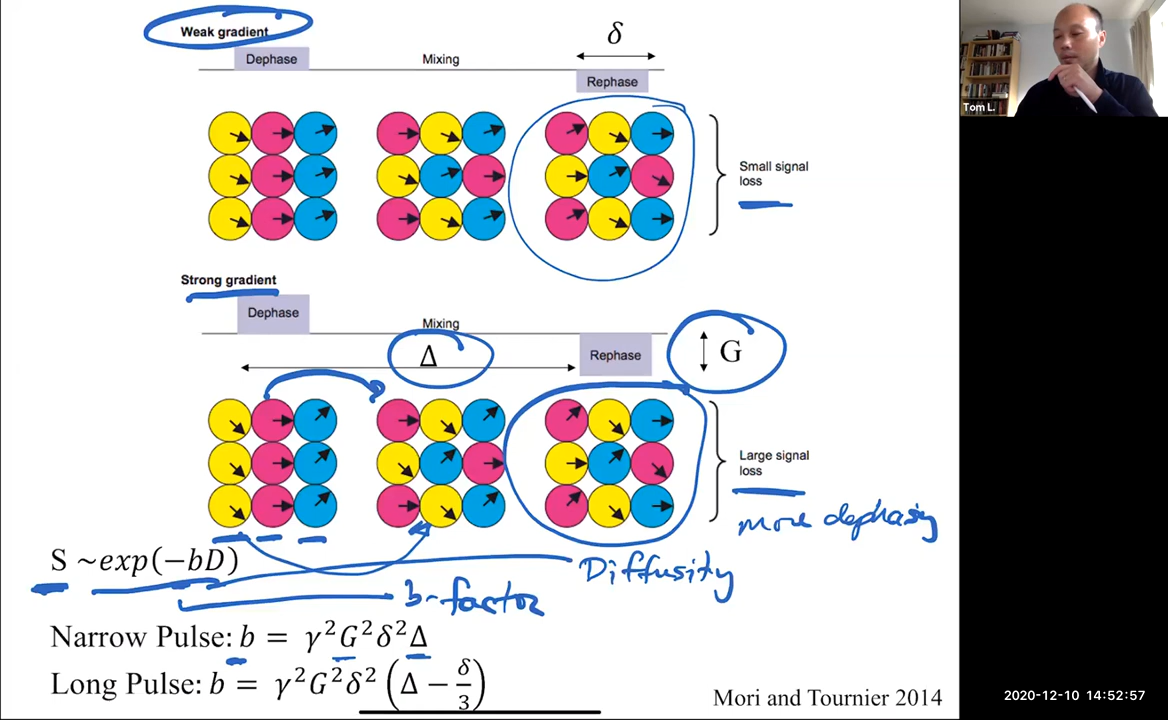 Weak gradient
δ
Dephase
Mixing
Rephase
Tom L.
Small signal
loss
Strong gradient
Dephase
Mixing
Δ
Rephase
G
Large signal
loss
more dephasing
S ~exp(−bD)
Diffusity
b-factor
Narrow Pulse: b = γ²G²δ²Δ
Long Pulse: b = γ²G²δ² (Δ − δ/3)
Mori and Tournier 2014
2020-12-10 14:52:57